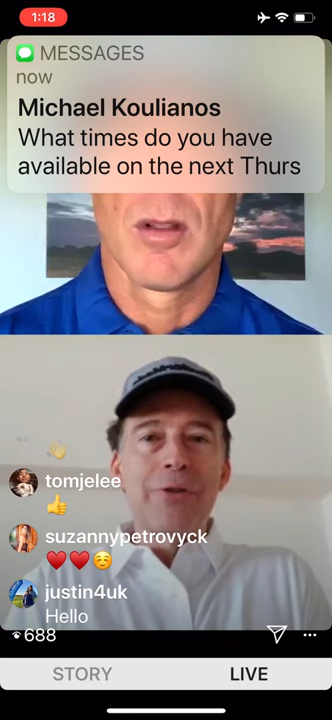 1:18
MESSAGES
now
Michael Koulianos
What times do you have
available on the next Thurs
tomjelee
suzannypetrovyck
justin4uk
Hello
688
STORY
LIVE